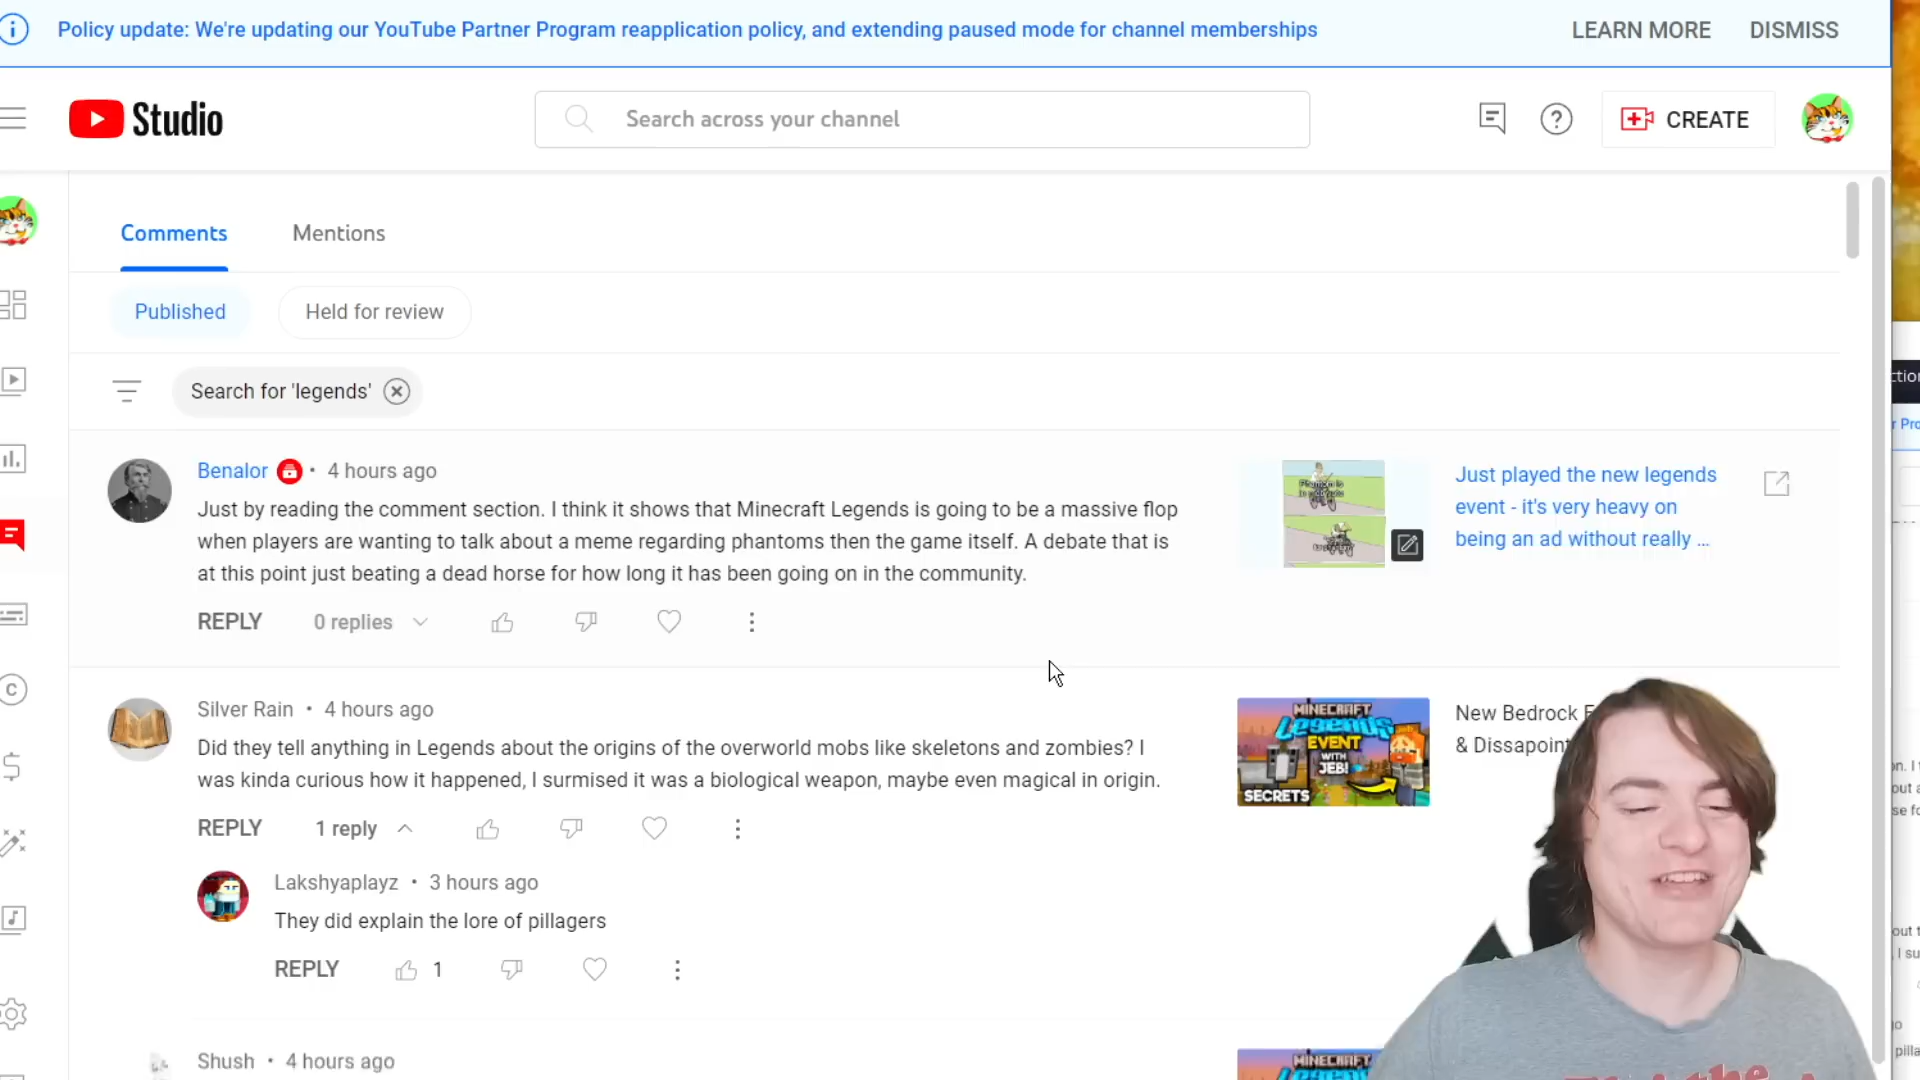 Policy update: We're updating our YouTube Partner Program reapplication policy, and extending paused mode for channel memberships
LEARN MORE
DISMISS
Studio
Search across your channel
CREATE
Comments
Mentions
Published
Held for review
Search for 'legends'
Benalor • 4 hours ago
Just by reading the comment section. I think it shows that Minecraft Legends is going to be a massive flop
when players are wanting to talk about a meme regarding phantoms then the game itself. A debate that is
at this point just beating a dead horse for how long it has been going on in the community.
REPLY
0 replies
Just played the new legends
event - it's very heavy on
being an ad without really ...
Silver Rain • 4 hours ago
Did they tell anything in Legends about the origins of the overworld mobs like skeletons and zombies? I
was kinda curious how it happened, I surmised it was a biological weapon, maybe even magical in origin.
REPLY
1 reply
MINECRAFT
Legends
EVENT
WITH
JEB!
SECRETS
New Bedrock
& Dissapoint
Lakshyaplayz • 3 hours ago
They did explain the lore of pillagers
REPLY
1
Shush • 4 hours ago
MINECRAFT